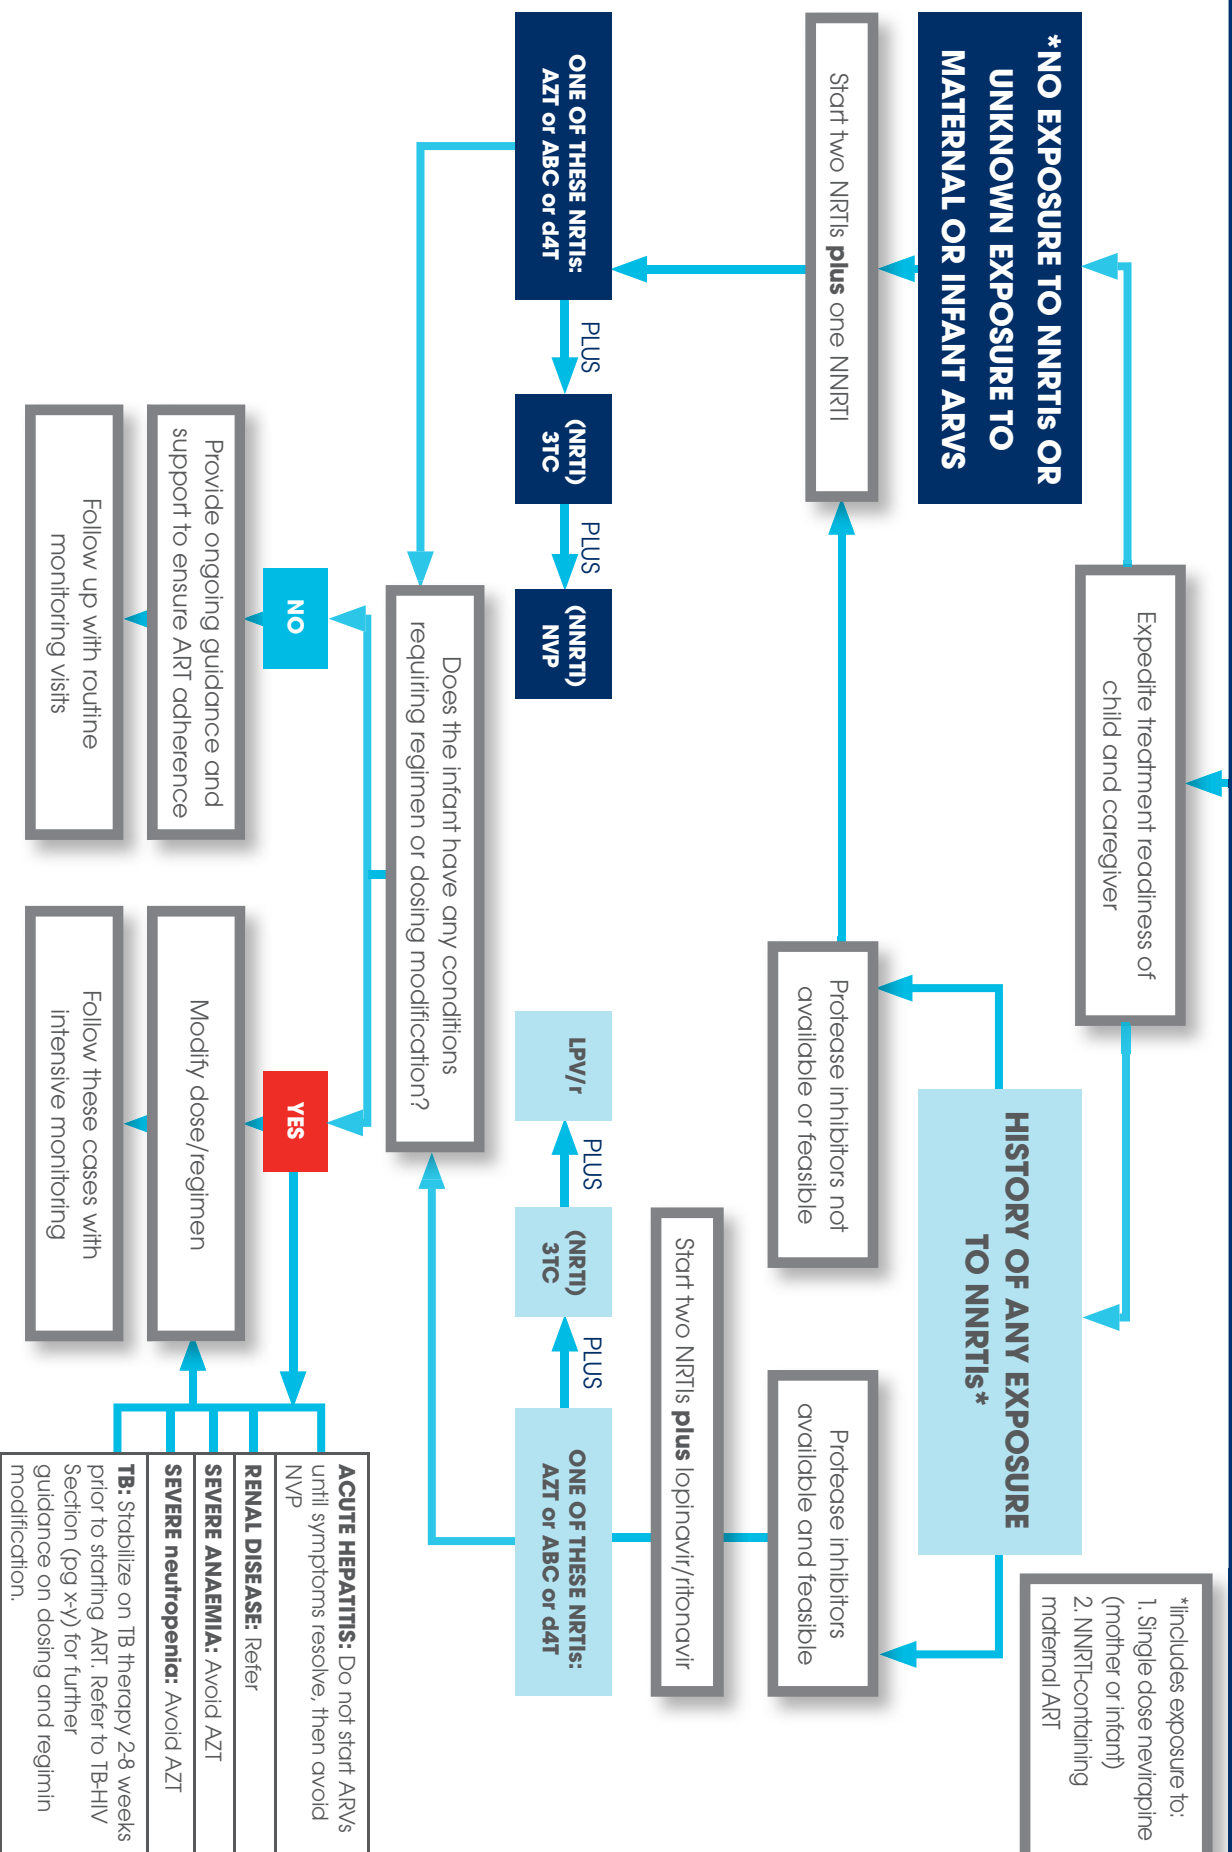 Expedite treatment readiness of
child and caregiver
*NO EXPOSURE TO NNRTIs OR
UNKNOWN EXPOSURE TO
MATERNAL OR INFANT ARVS
HISTORY OF ANY EXPOSURE
TO NNRTIs*
*Iincludes exposure to:
1. Single dose nevirapine
(mother or infant)
2. NNRTI-containing
maternal ART
Start two NRTIs plus one NNRTI
Protease inhibitors not
available or feasible
Protease inhibitors
available and feasible
Start two NRTIs plus lopinavir/ritonavir
ONE OF THESE NRTIs:
AZT or ABC or d4T
PLUS
(NRTI)
3TC
PLUS
(NNRTI)
NVP
LPV/r
PLUS
(NRTI)
3TC
PLUS
ONE OF THESE NRTIs:
AZT or ABC or d4T
Does the infant have any conditions
requiring regimen or dosing modification?
NO
YES
Provide ongoing guidance and
support to ensure ART adherence
Follow up with routine
monitoring visits
Modify dose/regimen
Follow these cases with
intensive monitoring
ACUTE HEPATITIS: Do not start ARVs
until symptoms resolve, then avoid
NVP
RENAL DISEASE: Refer
SEVERE ANAEMIA: Avoid AZT
SEVERE neutropenia: Avoid AZT
TB: Stabilize on TB therapy 2-8 weeks
prior to starting ART. Refer to TB-HIV
Section (pg x-y) for further
guidance on dosing and regimin
modification.